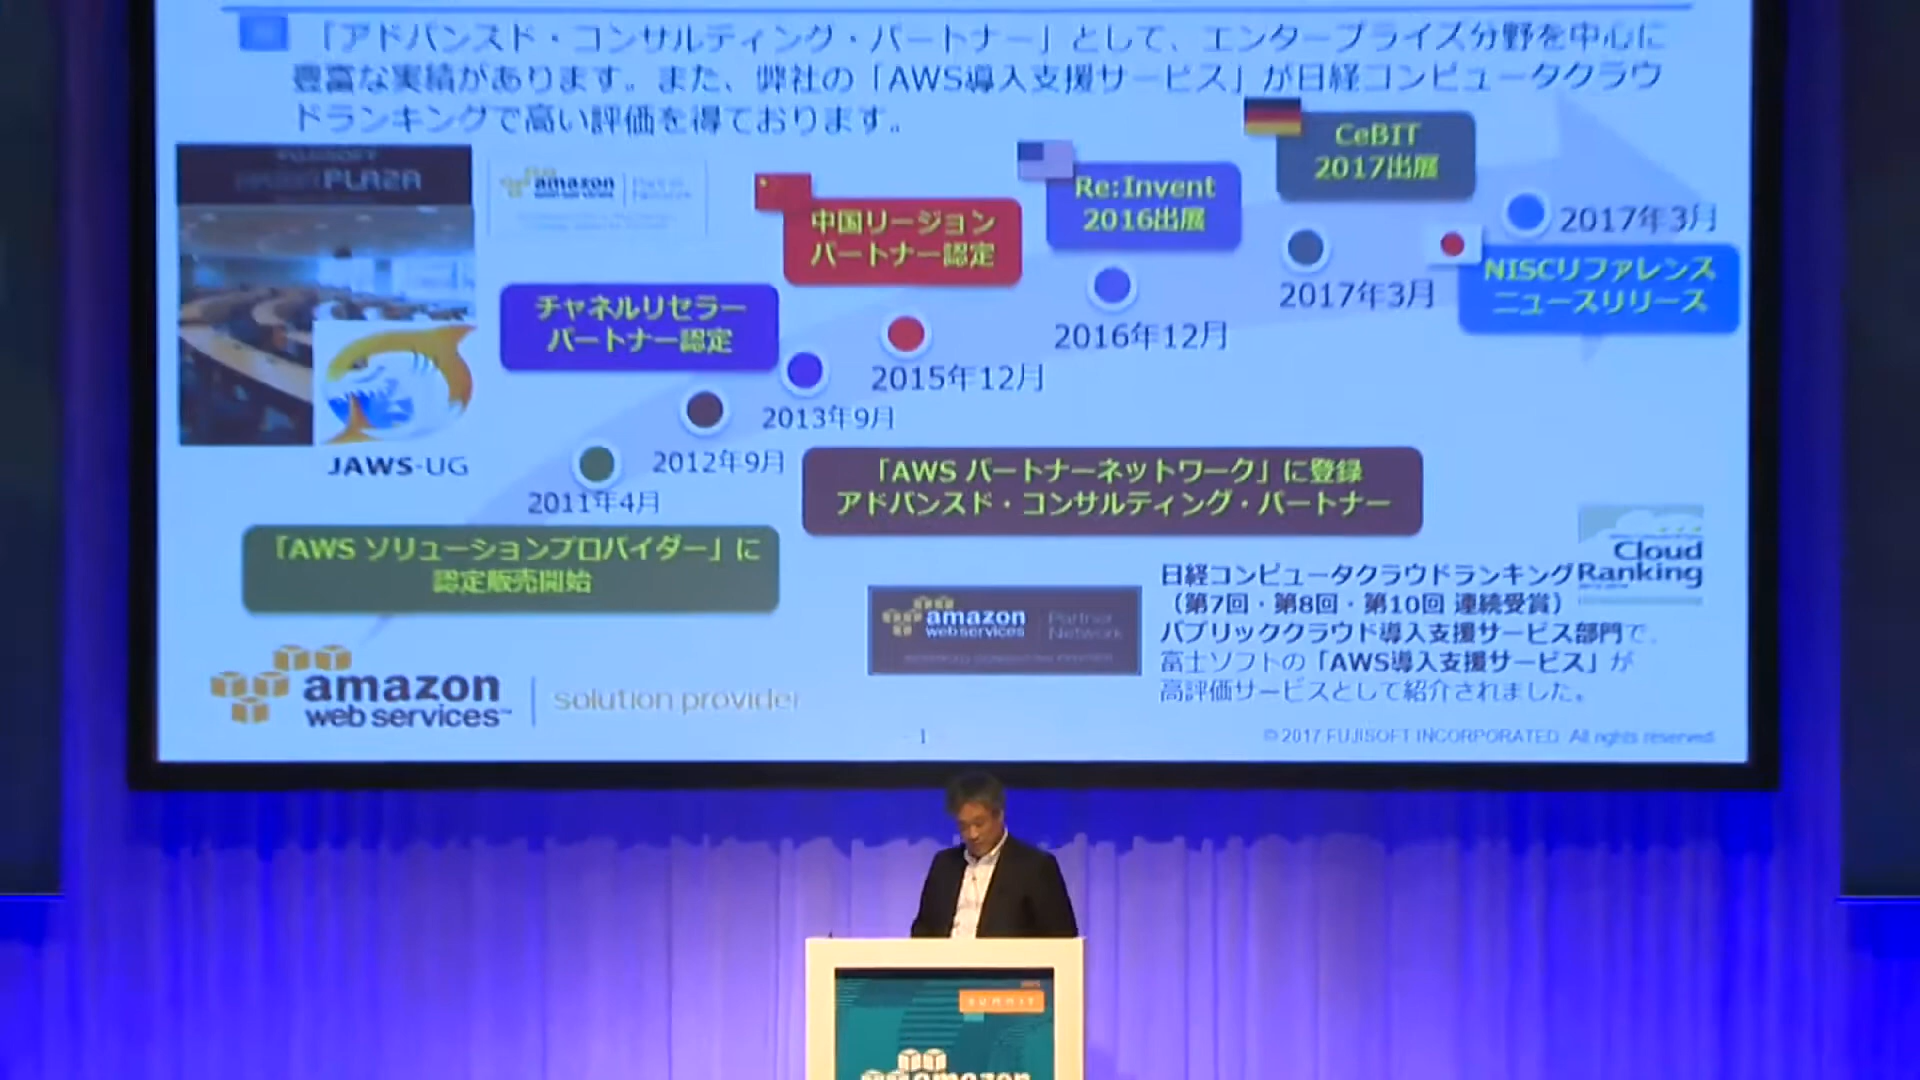 「アドバンスド・コンサルティング・パートナー」として、エンタープライズ分野を中心に
豊富な実績があります。また、弊社の「AWS導入支援サービス」が日経コンピュータクラウ
ドランキングで高い評価を得ております。
FUJISOFT
PLAZA
amazon
web services
Partner
Network
JAWS-UG
CeBIT
2017出展
Re:Invent
2016出展
中国リージョン
パートナー認定
チャネルリセラー
パートナー認定
NISCリファレンス
ニュースリリース
2017年3月
2017年3月
2016年12月
2015年12月
2013年9月
2012年9月
2011年4月
「AWS パートナーネットワーク」に登録
アドバンスド・コンサルティング・パートナー
「AWS ソリューションプロバイダー」に
認定販売開始
amazon
web services™
solution provider
amazon
web services
Partner
Network
Cloud
Ranking
日経コンピュータクラウドランキング
（第7回・第8回・第10回 連続受賞）
パブリッククラウド導入支援サービス部門で、
富士ソフトの「AWS導入支援サービス」が
高評価サービスとして紹介されました。
1
© 2017 FUJISOFT INCORPORATED. All rights reserved.
AWS
SUMMIT
amazon